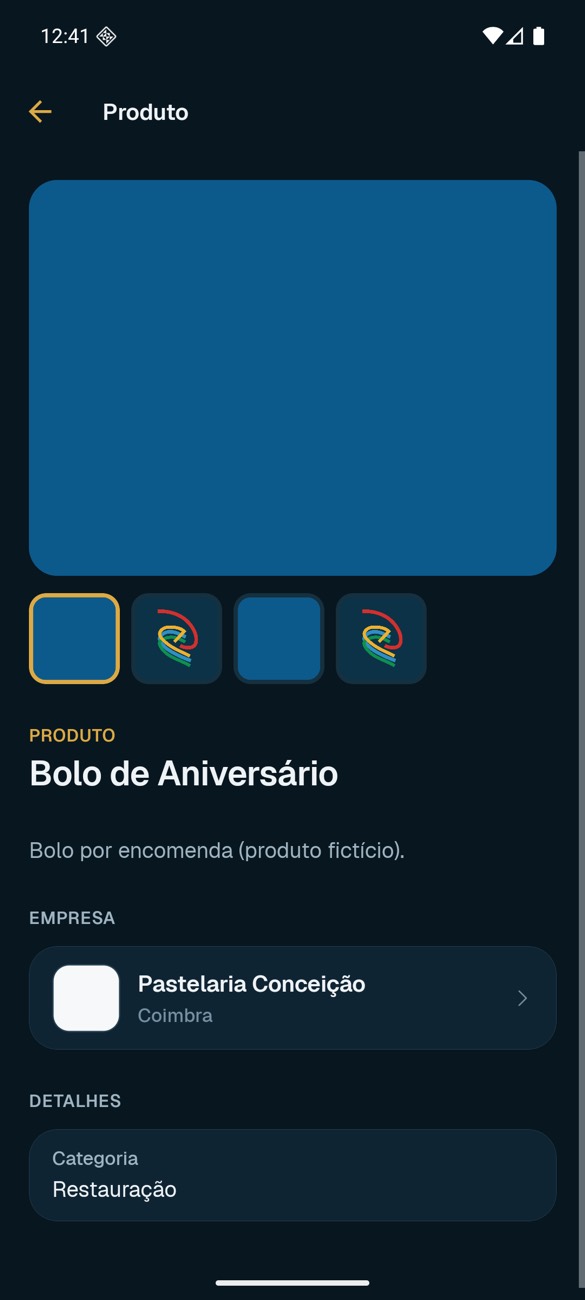 12:41
Produto
PRODUTO
Bolo de Aniversário
Bolo por encomenda (produto fictício).
EMPRESA
Pastelaria Conceição
Coimbra
DETALHES
Categoria
Restauração